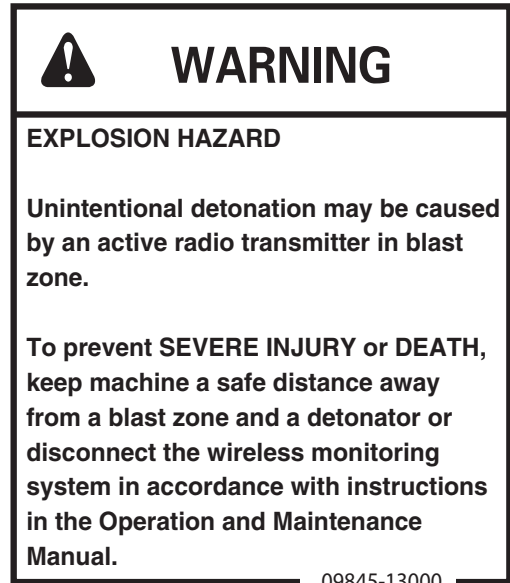 WARNING
EXPLOSION HAZARD
Unintentional detonation may be caused
by an active radio transmitter in blast
zone.
To prevent SEVERE INJURY or DEATH,
keep machine a safe distance away
from a blast zone and a detonator or
disconnect the wireless monitoring
system in accordance with instructions
in the Operation and Maintenance
Manual.
09845-13000